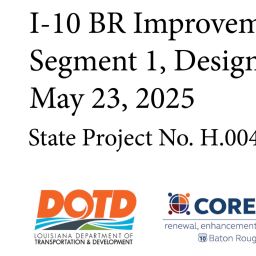 I-10 BR Improvem
Segment 1, Design
May 23, 2025
State Project No. H.004
DOTD
LOUISIANA DEPARTMENT OF
TRANSPORTATION & DEVELOPMENT
CORE
renewal, enhancement
10 Baton Roug